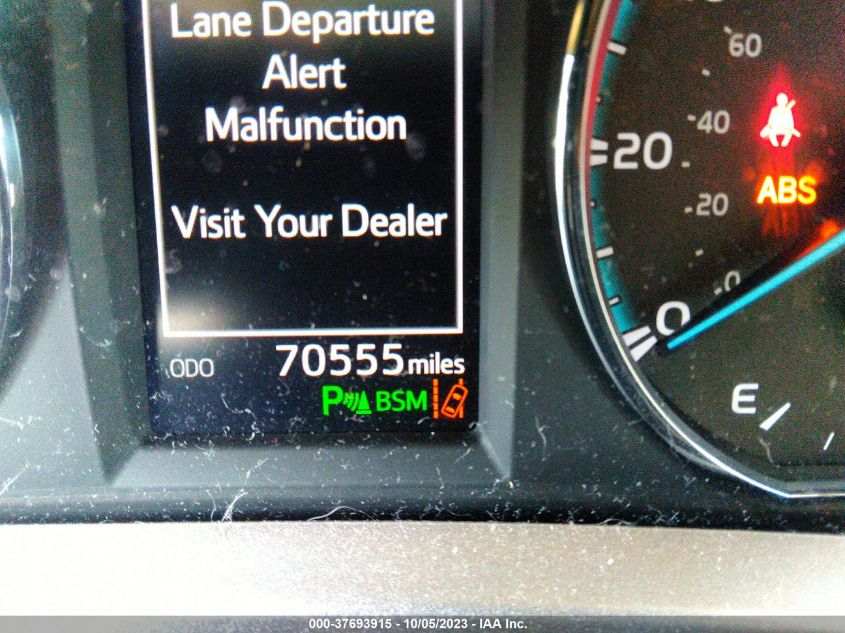 Lane Departure
Alert
Malfunction
Visit Your Dealer
ODO 70555 miles
P BSM
60
40
20
20
0
0
ABS
E
000-37693915 - 10/05/2023 - IAA Inc.